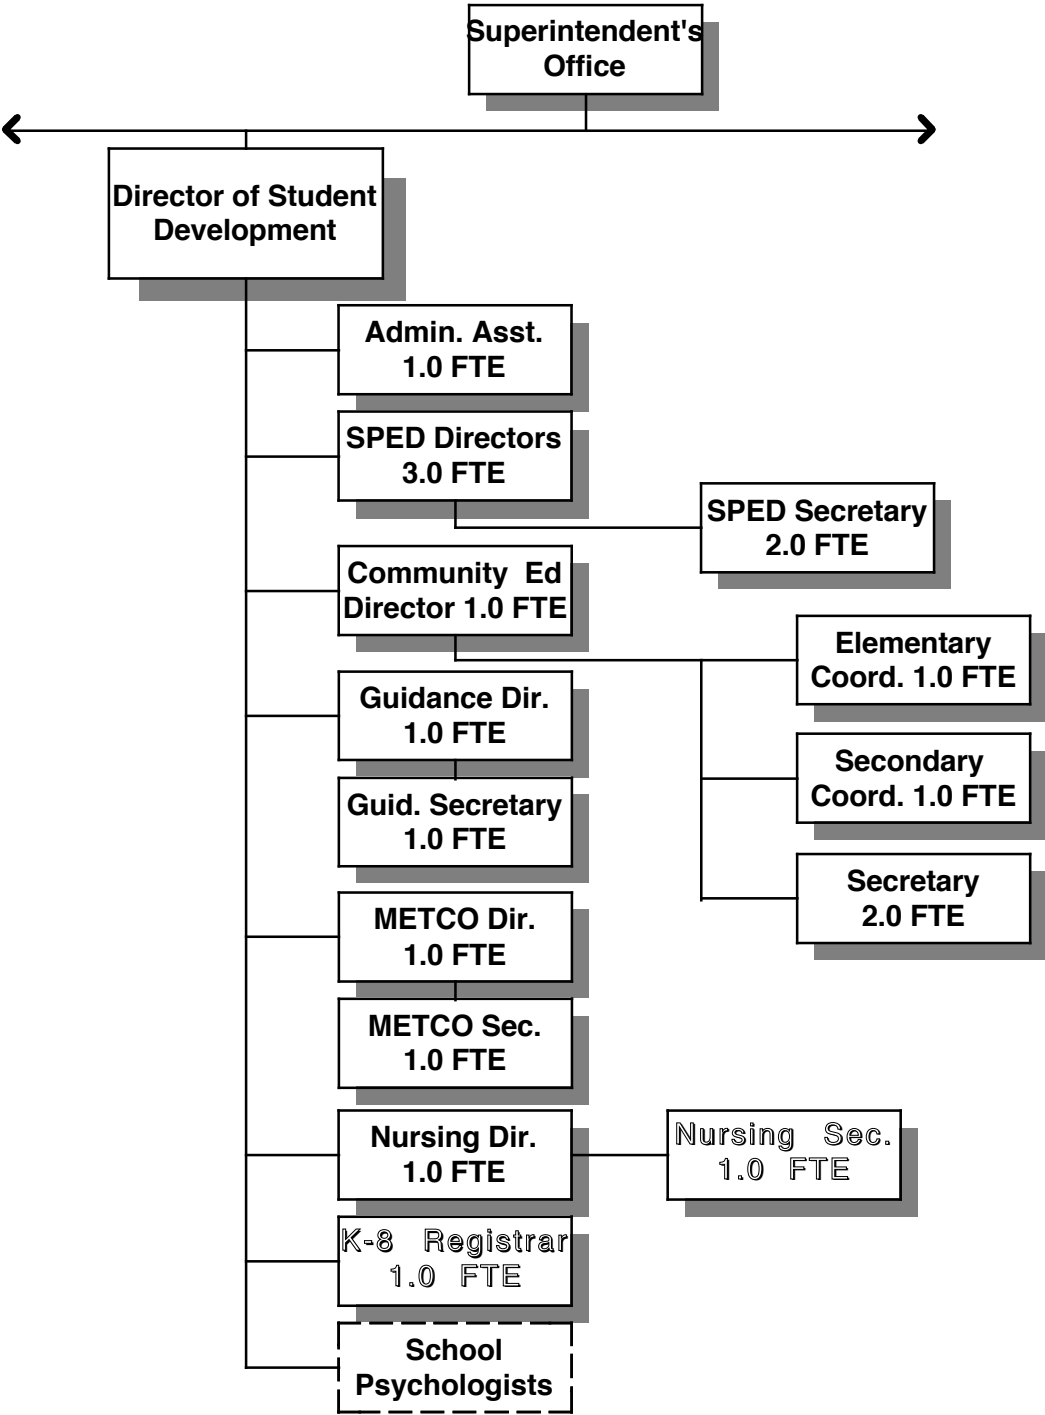 Superintendent's
Office
Director of Student
Development
Admin. Asst.
1.0 FTE
SPED Directors
3.0 FTE
SPED Secretary
2.0 FTE
Community Ed
Director 1.0 FTE
Elementary
Coord. 1.0 FTE
Secondary
Coord. 1.0 FTE
Secretary
2.0 FTE
Guidance Dir.
1.0 FTE
Guid. Secretary
1.0 FTE
METCO Dir.
1.0 FTE
METCO Sec.
1.0 FTE
Nursing Dir.
1.0 FTE
Nursing Sec.
1.0 FTE
K-8 Registrar
1.0 FTE
School
Psychologists